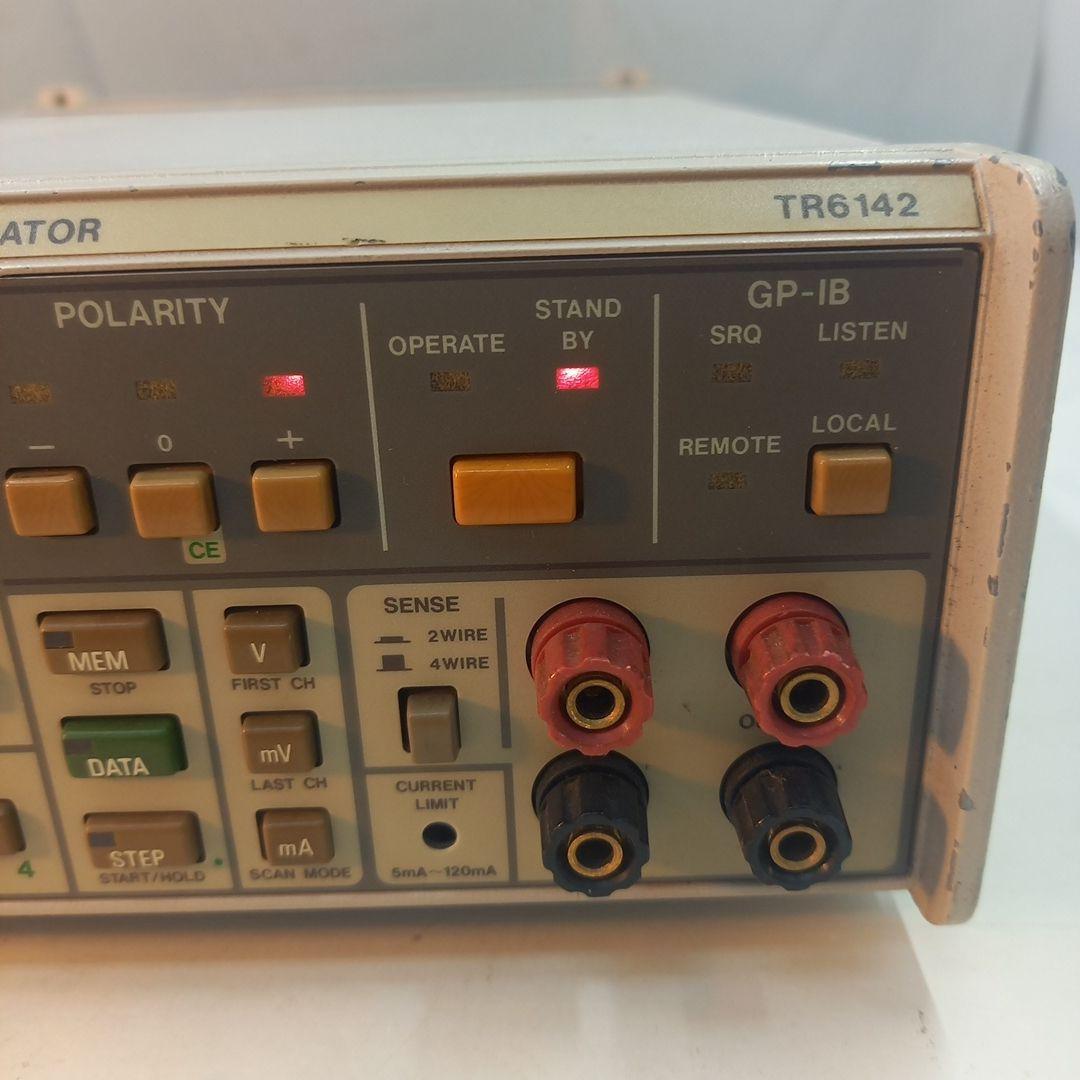 ATOR
TR6142
POLARITY
OPERATE
STAND
BY
GP-IB
SRQ
LISTEN
− 0 +
REMOTE
LOCAL
CE
MEM
STOP
DATA
STEP
START/HOLD
4
V
FIRST CH
mV
LAST CH
mA
SCAN MODE
SENSE
2WIRE
4WIRE
CURRENT
LIMIT
5mA~120mA